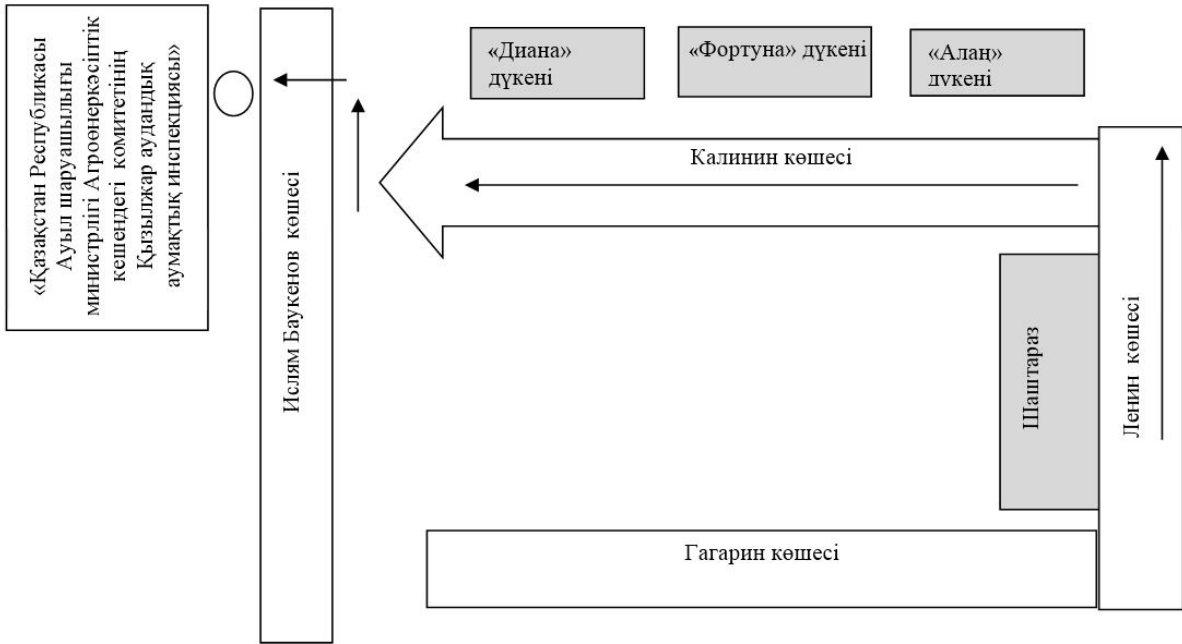 «Қазақстан Республикасы
Ауыл шаруашылығы
министрлігі Агроөнеркәсіптік
кешендегі комитетінің
Қызылжар аудандық
аумақтық инспекциясы»
Ислям Баукенов көшесі
«Диана»
дүкені
«Фортуна» дүкені
«Алаң»
дүкені
Калинин көшесі
Шаштараз
Ленин көшесі
Гагарин көшесі